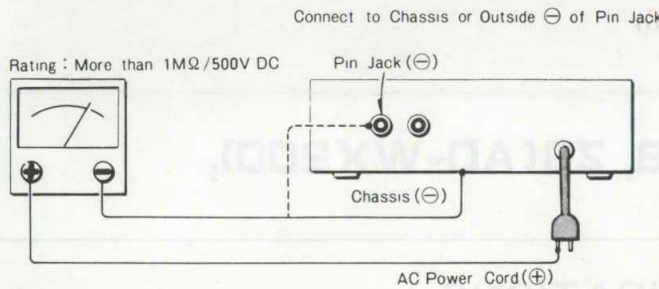 Connect to Chassis or Outside ⊖ of Pin Jack
Rating : More than 1MΩ/500V DC
Pin Jack (⊖)
Chassis (⊖)
AC Power Cord (⊕)